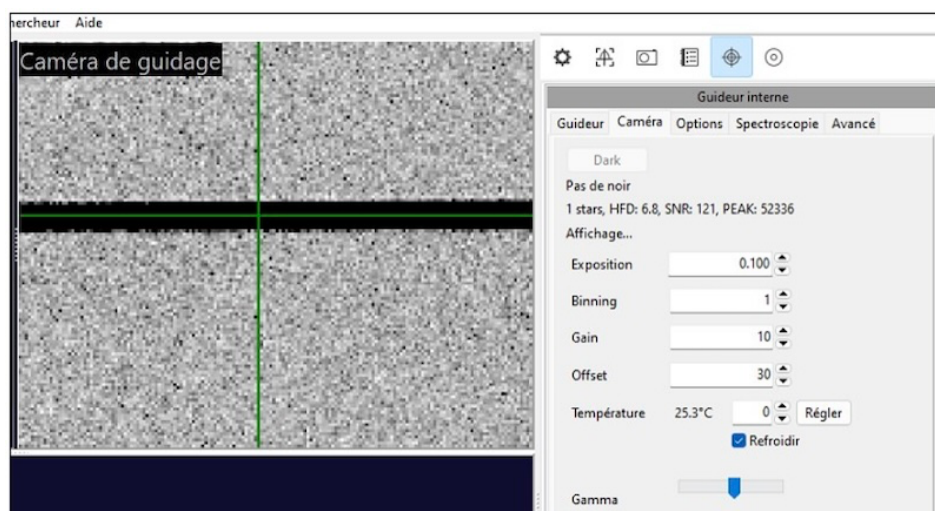 hercheur Aide
Caméra de guidage
Guideur interne
Guideur Caméra Options Spectroscopie Avancé
Dark
Pas de noir
1 stars, HFD: 6.8, SNR: 121, PEAK: 52336
Affichage...
Exposition 0.100
Binning 1
Gain 10
Offset 30
Température 25.3°C 0 Régler
Refroidir
Gamma